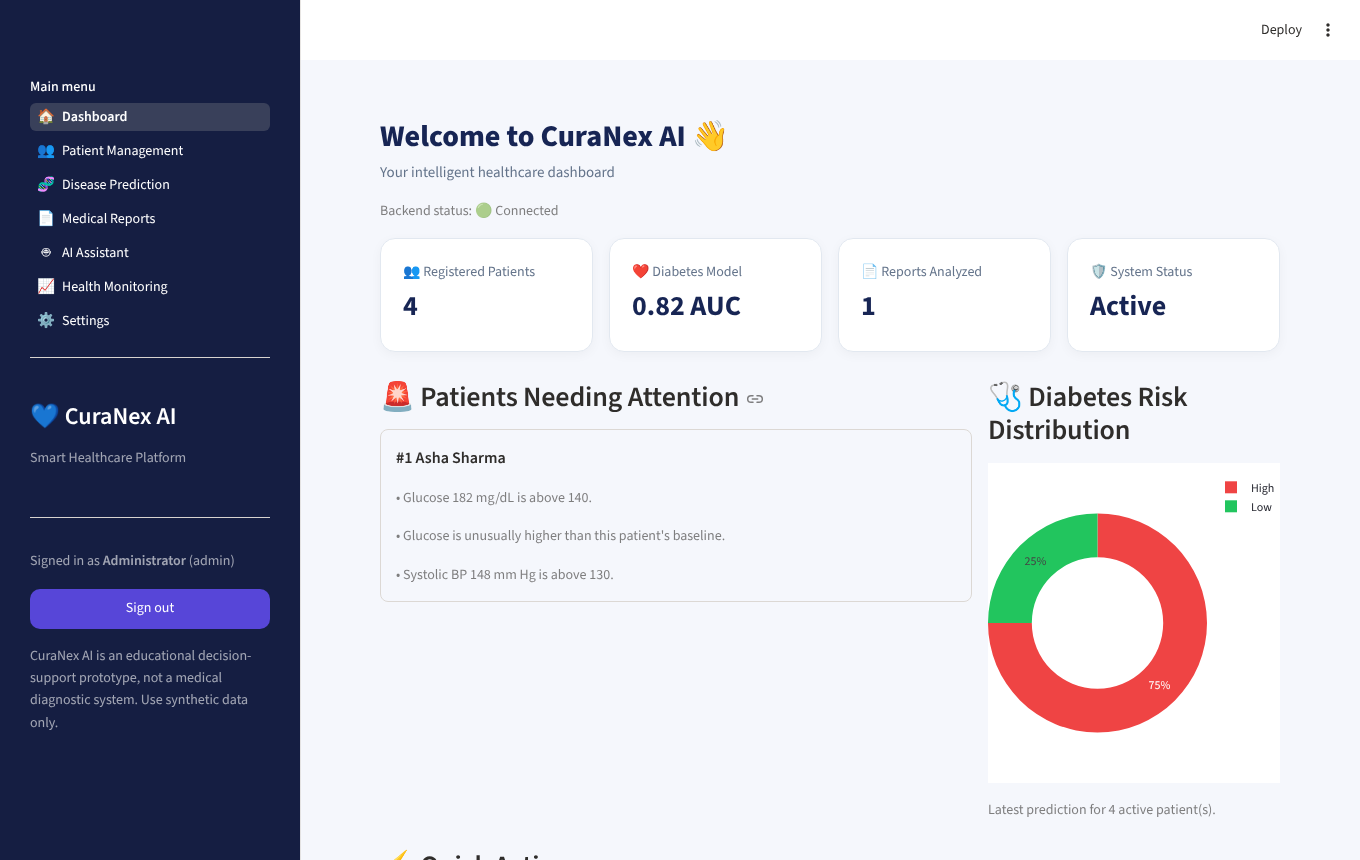 Deploy
Main menu
🏠 Dashboard
👥 Patient Management
🧬 Disease Prediction
📄 Medical Reports
AI Assistant
📈 Health Monitoring
⚙️ Settings
💙 CuraNex AI
Smart Healthcare Platform
Signed in as Administrator (admin)
Sign out
CuraNex AI is an educational decision-
support prototype, not a medical
diagnostic system. Use synthetic data
only.
Welcome to CuraNex AI 👋
Your intelligent healthcare dashboard
Backend status: 🟢 Connected
👥 Registered Patients
4
❤️ Diabetes Model
0.82 AUC
📄 Reports Analyzed
1
🛡️ System Status
Active
🚨 Patients Needing Attention
#1 Asha Sharma
• Glucose 182 mg/dL is above 140.
• Glucose is unusually higher than this patient's baseline.
• Systolic BP 148 mm Hg is above 130.
🩺 Diabetes Risk
Distribution
High
Low
25%
75%
Latest prediction for 4 active patient(s).